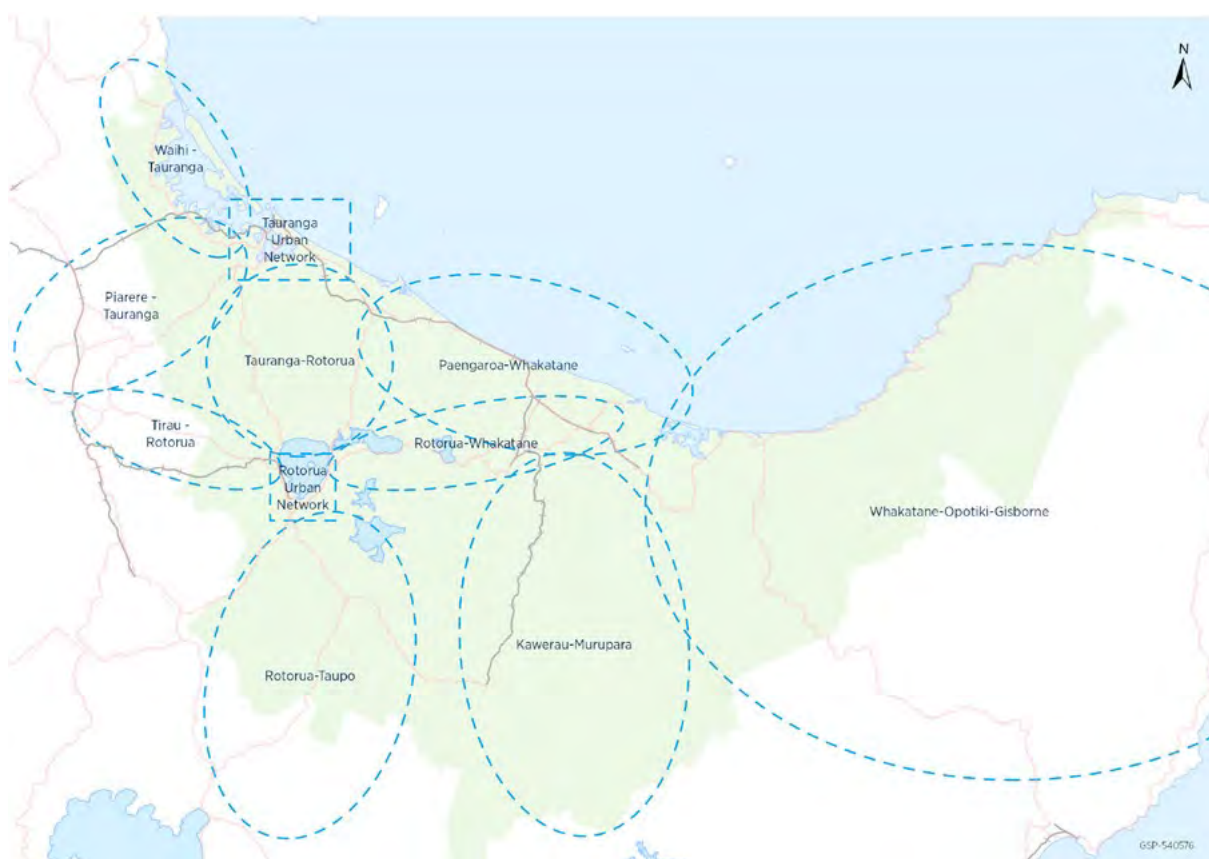 N
Waihi -
Tauranga
Tauranga
Urban
Network
Piarere -
Tauranga
Tauranga-Rotorua
Paengaroa-Whakatane
Tirau -
Rotorua
Rotorua-Whakatane
Rotorua
Urban
Network
Whakatane-Opotiki-Gisborne
Kawerau-Murupara
Rotorua-Taupo
GSP-540576